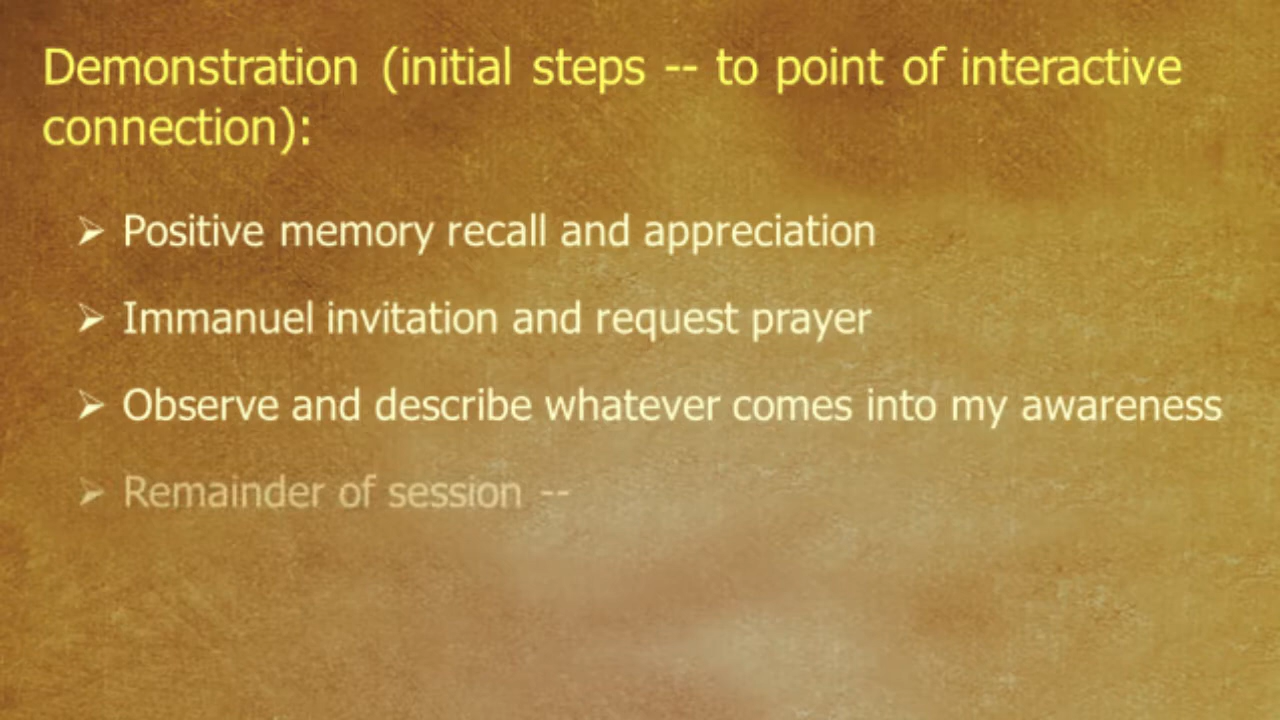 Demonstration (initial steps -- to point of interactive
connection):
➢ Positive memory recall and appreciation
➢ Immanuel invitation and request prayer
➢ Observe and describe whatever comes into my awareness
➢ Remainder of session --